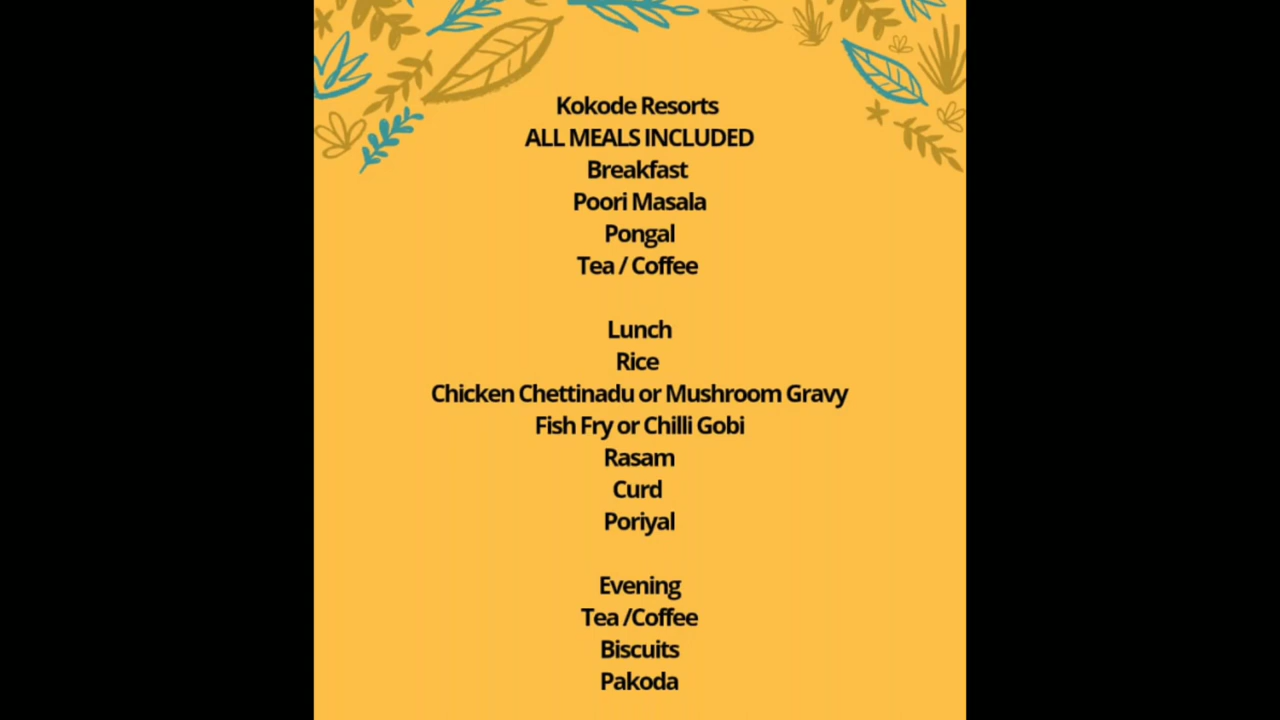 Kokode Resorts
ALL MEALS INCLUDED
Breakfast
Poori Masala
Pongal
Tea / Coffee
Lunch
Rice
Chicken Chettinadu or Mushroom Gravy
Fish Fry or Chilli Gobi
Rasam
Curd
Poriyal
Evening
Tea /Coffee
Biscuits
Pakoda